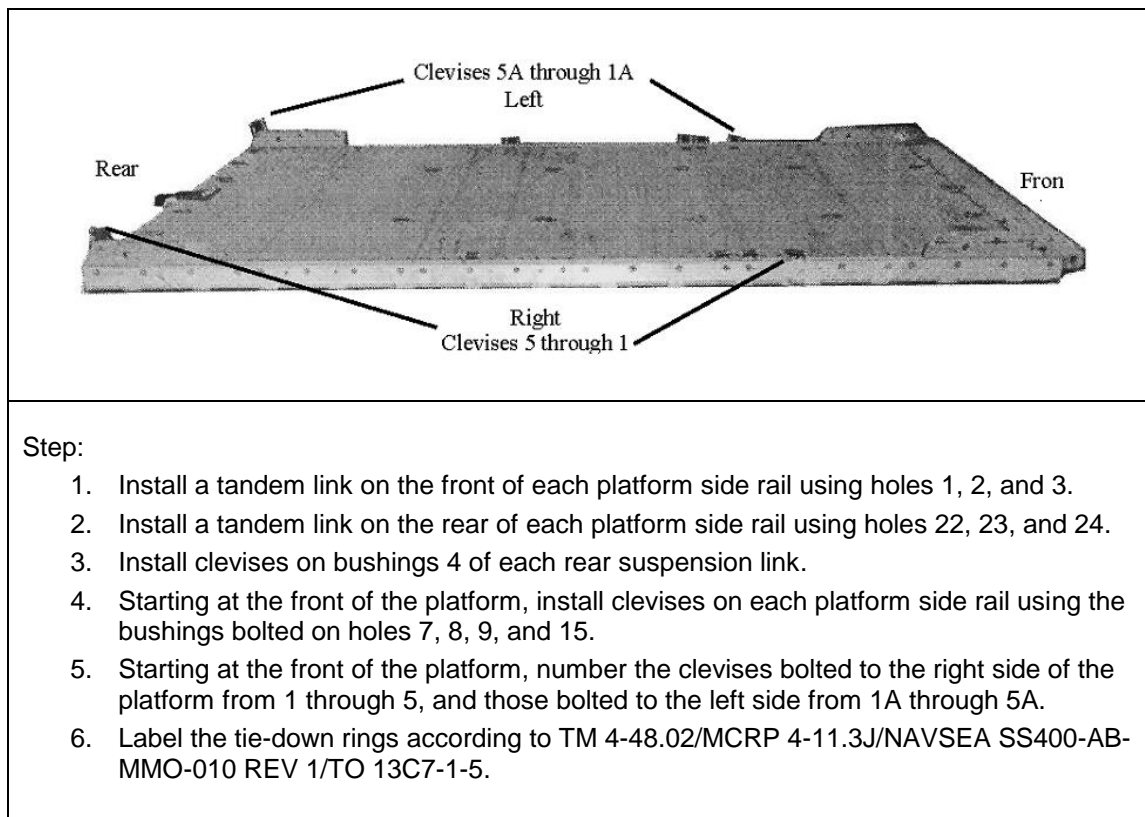 Clevises 5A through 1A
Left
Rear
Fron
Right
Clevises 5 through 1
Step:
1. Install a tandem link on the front of each platform side rail using holes 1, 2, and 3.
2. Install a tandem link on the rear of each platform side rail using holes 22, 23, and 24.
3. Install clevises on bushings 4 of each rear suspension link.
4. Starting at the front of the platform, install clevises on each platform side rail using the
bushings bolted on holes 7, 8, 9, and 15.
5. Starting at the front of the platform, number the clevises bolted to the right side of the
platform from 1 through 5, and those bolted to the left side from 1A through 5A.
6. Label the tie-down rings according to TM 4-48.02/MCRP 4-11.3J/NAVSEA SS400-AB-
MMO-010 REV 1/TO 13C7-1-5.